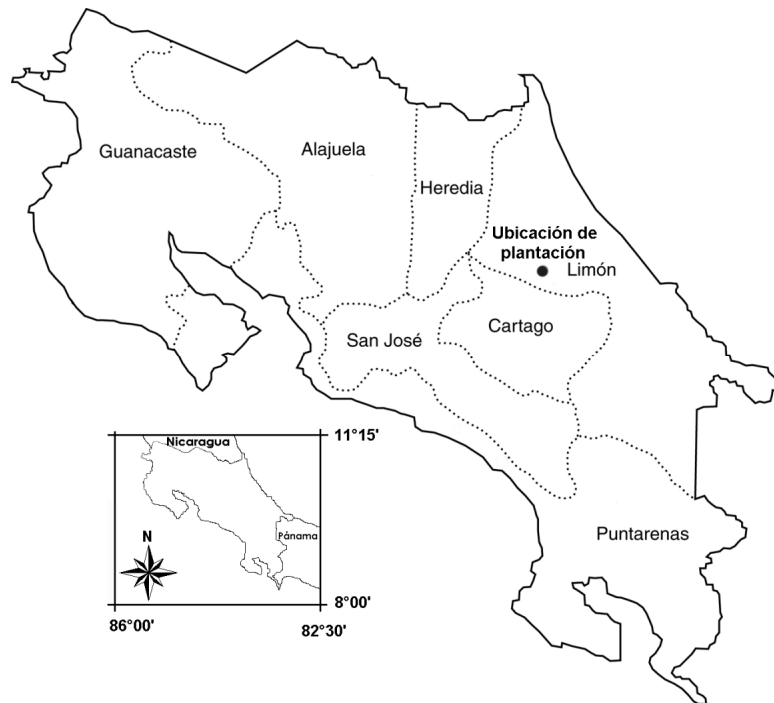 Guanacaste
Alajuela
Heredia
Ubicación de
plantación
Limón
San José
Cartago
Puntarenas
Nicaragua
Pánama
N
11°15'
8°00'
86°00'
82°30'